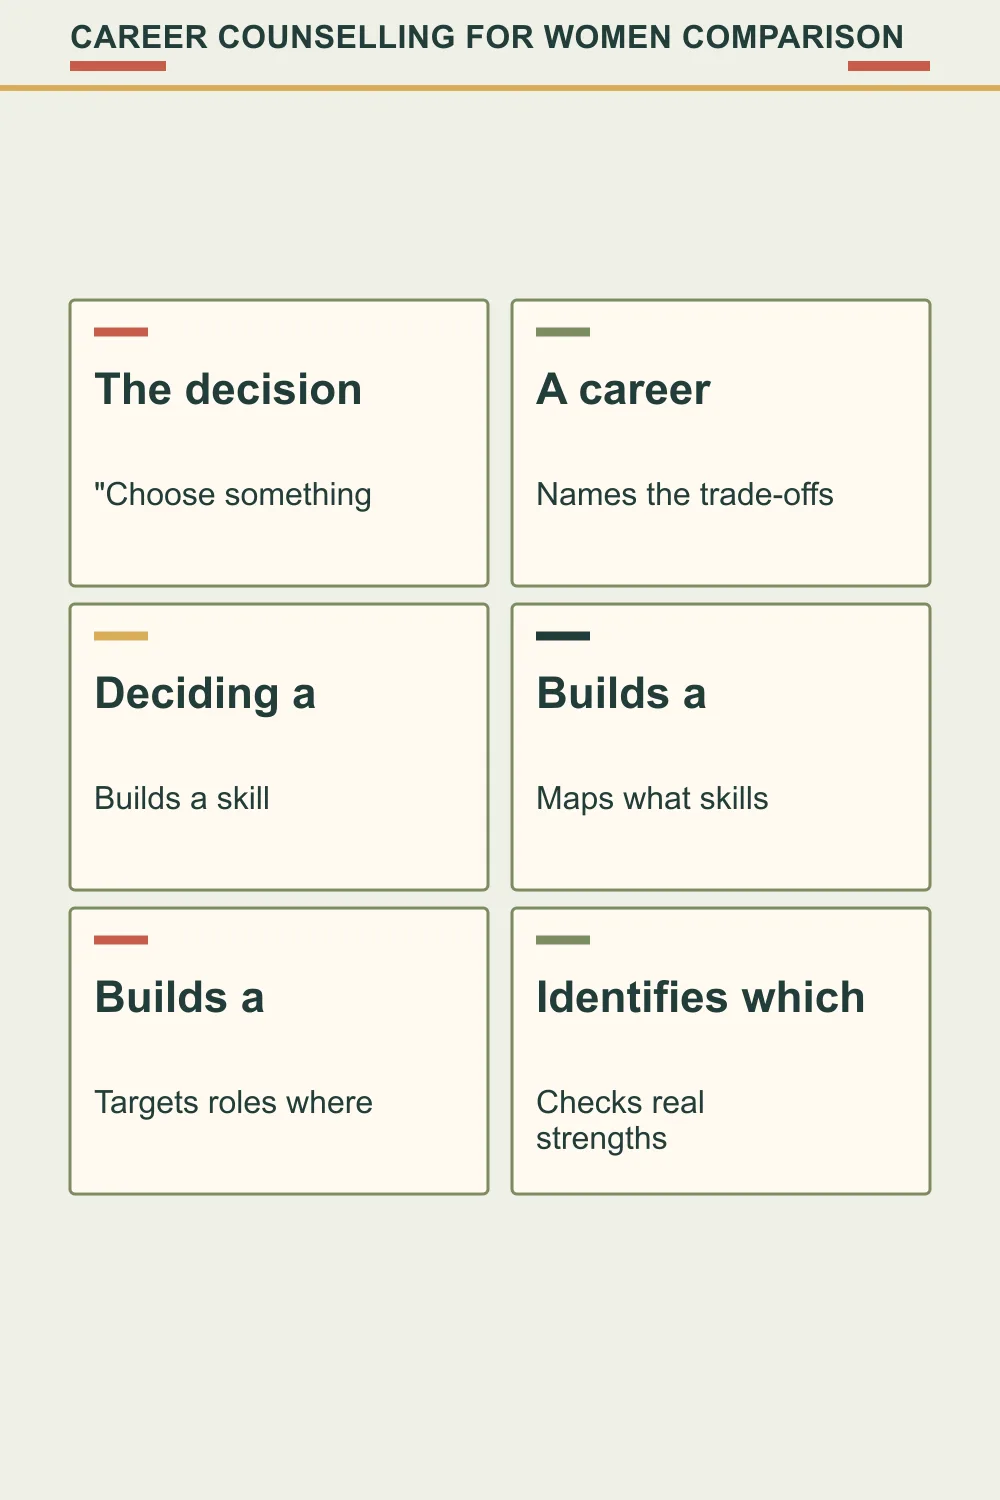 CAREER COUNSELLING FOR WOMEN COMPARISON
The decision
"Choose something
A career
Names the trade-offs
Deciding a
Builds a skill
Builds a
Maps what skills
Builds a
Targets roles where
Identifies which
Checks real
strengths